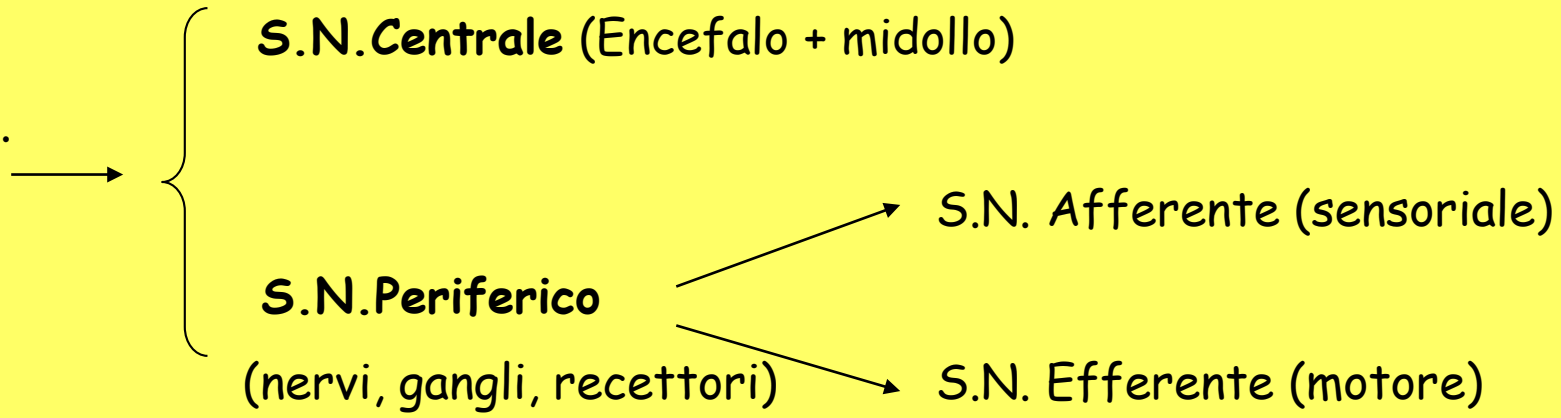 S.N.Centrale (Encefalo + midollo)
.
S.N. Afferente (sensoriale)
S.N.Periferico
(nervi, gangli, recettori)
S.N. Efferente (motore)